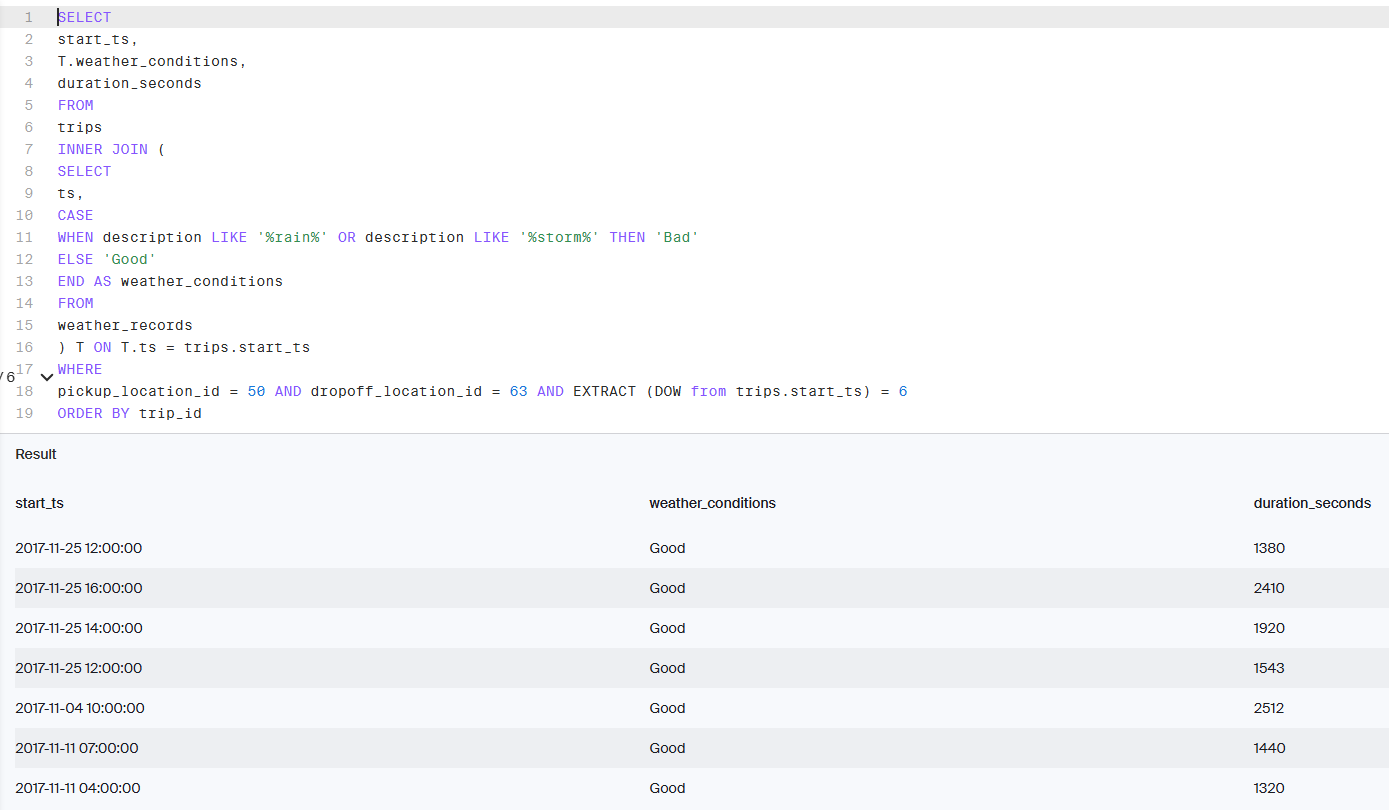 1 SELECT
2 start_ts,
3 T.weather_conditions,
4 duration_seconds
5 FROM
6 trips
7 INNER JOIN (
8 SELECT
9 ts,
10 CASE
11 WHEN description LIKE '%rain%' OR description LIKE '%storm%' THEN 'Bad'
12 ELSE 'Good'
13 END AS weather_conditions
14 FROM
15 weather_records
16 ) T ON T.ts = trips.start_ts
17 WHERE
/6
18 pickup_location_id = 50 AND dropoff_location_id = 63 AND EXTRACT (DOW from trips.start_ts) = 6
19 ORDER BY trip_id
Result
start_ts weather_conditions duration_seconds
2017-11-25 12:00:00 Good 1380
2017-11-25 16:00:00 Good 2410
2017-11-25 14:00:00 Good 1920
2017-11-25 12:00:00 Good 1543
2017-11-04 10:00:00 Good 2512
2017-11-11 07:00:00 Good 1440
2017-11-11 04:00:00 Good 1320